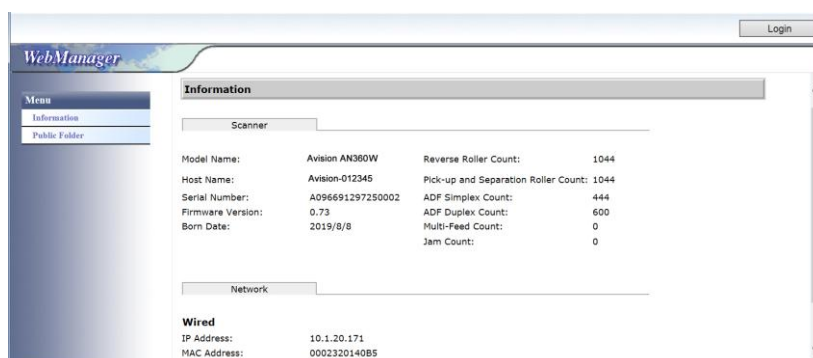 Login
WebManager
Menu
Information
Public Folder
Information
Scanner
Model Name: Avision AN360W Reverse Roller Count: 1044
Host Name: Avision-012345 Pick-up and Separation Roller Count: 1044
Serial Number: A096691297250002 ADF Simplex Count: 444
Firmware Version: 0.73 ADF Duplex Count: 600
Born Date: 2019/8/8 Multi-Feed Count: 0
Jam Count: 0
Network
Wired
IP Address: 10.1.20.171
MAC Address: 0002320140B5